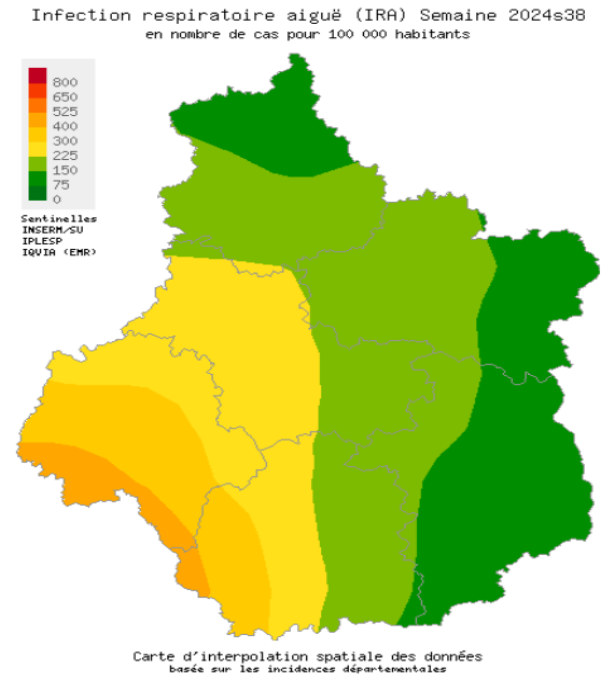 Infection respiratoire aiguë (IRA) Semaine 2024s38
en nombre de cas pour 100 000 habitants
800
650
525
400
300
225
150
75
0
Sentinelles
INSERM/SU
IPLESP
IQVIA (EMR)
Carte d'interpolation spatiale des données
basée sur les incidences départementales